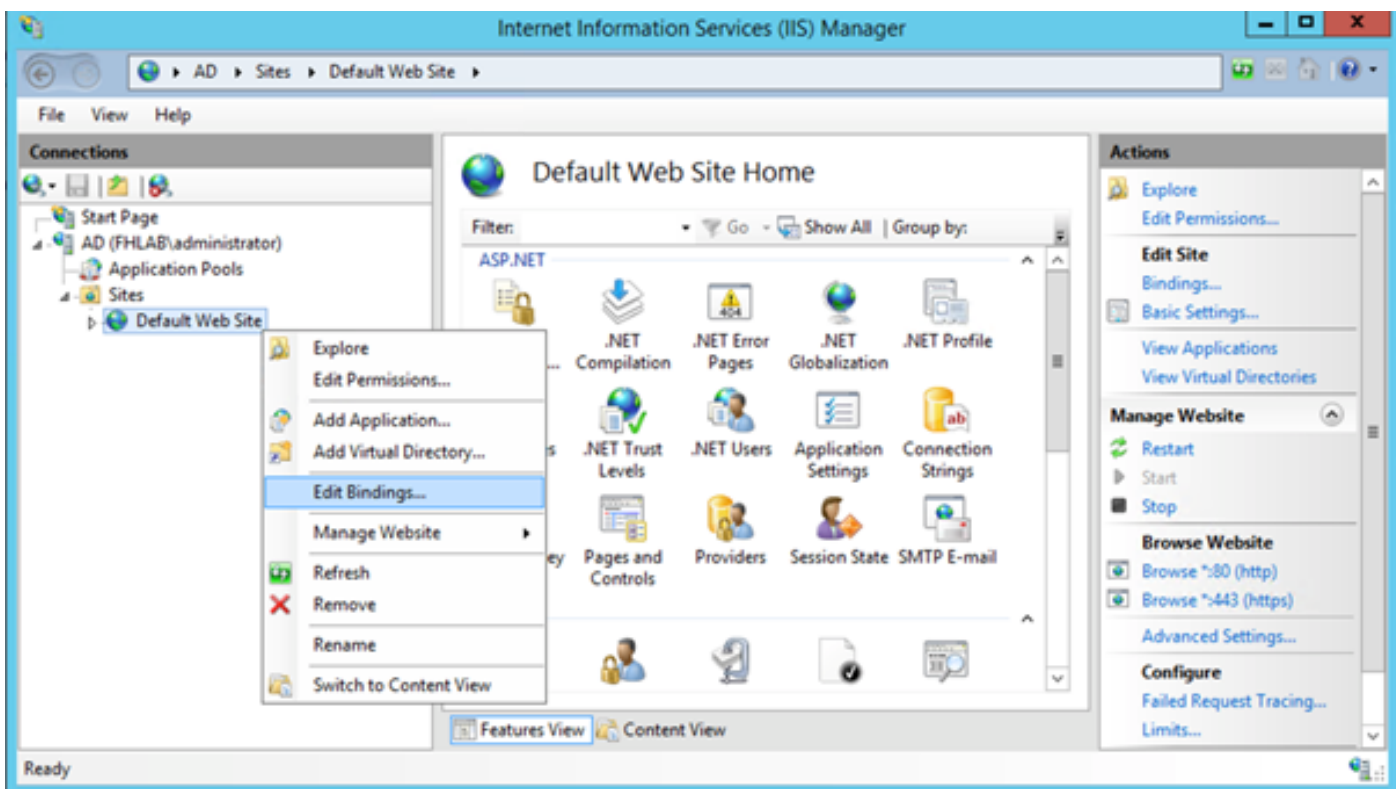 Internet Information Services (IIS) Manager
AD Sites Default Web Site
File View Help
Connections
Start Page
AD (FHLAB\administrator)
Application Pools
Sites
Default Web Site
Explore
Edit Permissions...
Add Application...
Add Virtual Directory...
Edit Bindings...
Manage Website
Refresh
Remove
Rename
Switch to Content View
Default Web Site Home
Filter: Go Show All Group by:
ASP.NET
... .NET Compilation
.NET Error Pages
.NET Globalization
.NET Profile
s .NET Trust Levels
.NET Users
Application Settings
Connection Strings
ey Pages and Controls
Providers
Session State
SMTP E-mail
Features View Content View
Actions
Explore
Edit Permissions...
Edit Site
Bindings...
Basic Settings...
View Applications
View Virtual Directories
Manage Website
Restart
Start
Stop
Browse Website
Browse *:80 (http)
Browse *:443 (https)
Advanced Settings...
Configure
Failed Request Tracing...
Limits...
Ready